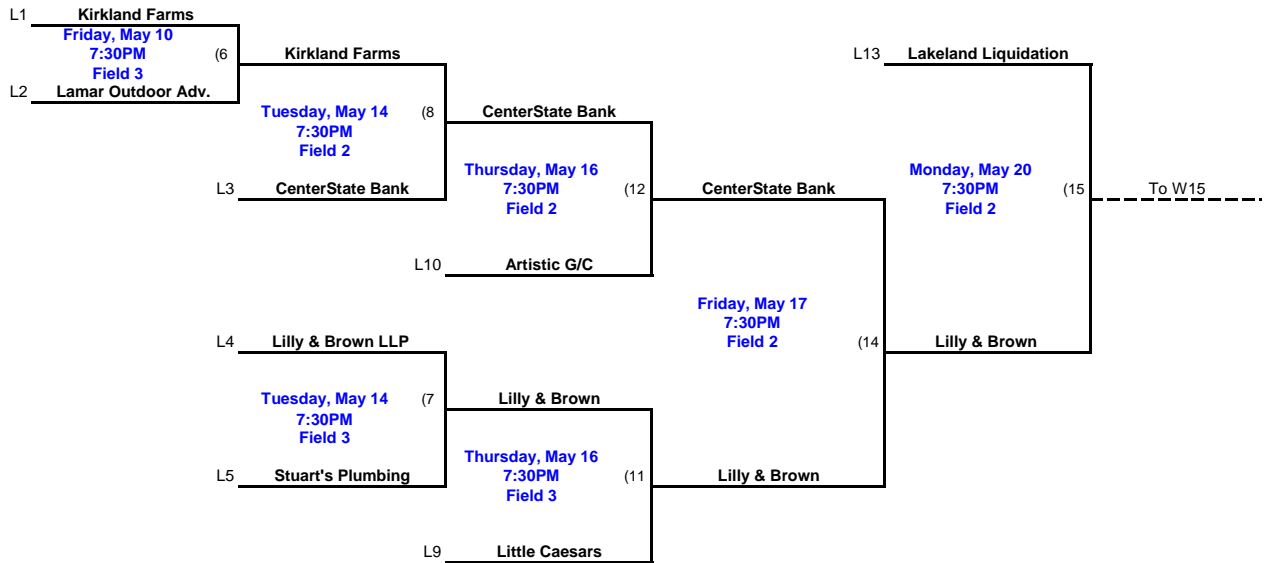 L1 Kirkland Farms
Friday, May 10
7:30PM (6
Field 3
L2 Lamar Outdoor Adv.
Kirkland Farms
Tuesday, May 14 (8
7:30PM
Field 2
L3 CenterState Bank
CenterState Bank
Thursday, May 16
7:30PM (12
Field 2
L10 Artistic G/C
CenterState Bank
L4 Lilly & Brown LLP
Tuesday, May 14 (7
7:30PM
Field 3
L5 Stuart's Plumbing
Lilly & Brown
Thursday, May 16
7:30PM (11
Field 3
L9 Little Caesars
Lilly & Brown
Friday, May 17
7:30PM
Field 2 (14
L13 Lakeland Liquidation
Monday, May 20
7:30PM (15
Field 2
Lilly & Brown
To W15